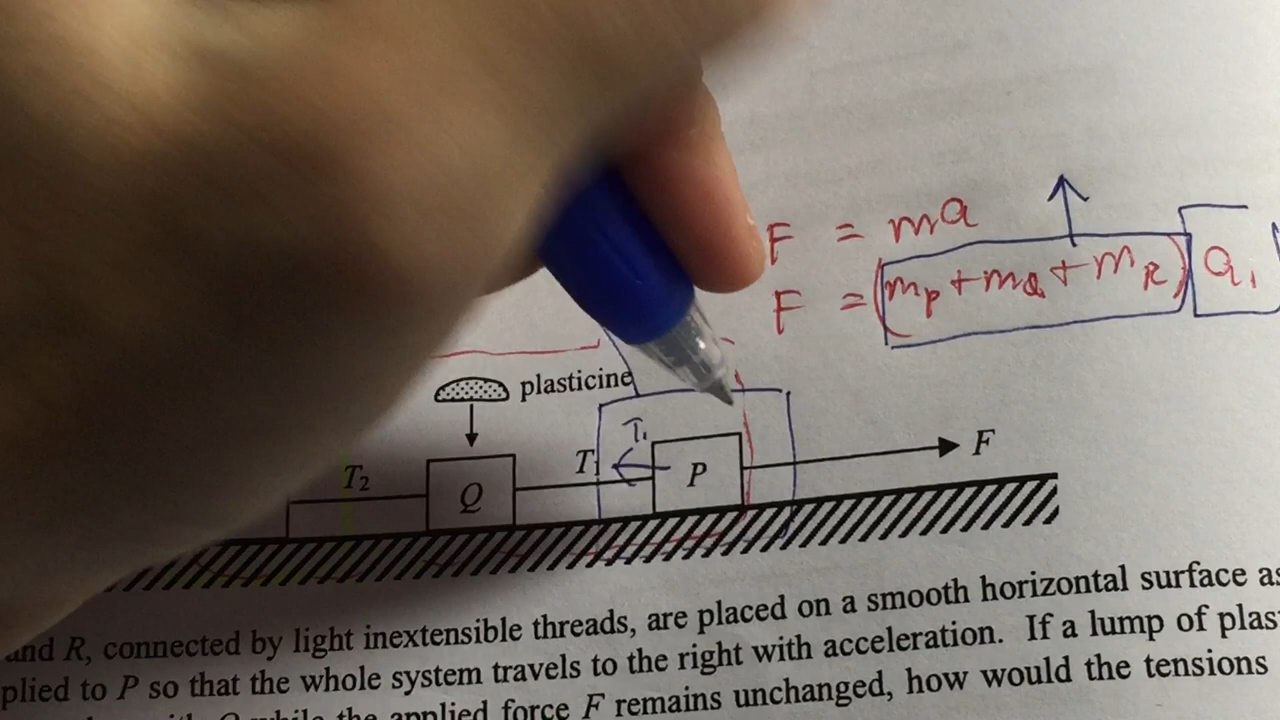 F = ma
F = (mP + mQ + mR) a1
plasticine
T1
T2
Q
T1
P
F
and R, connected by light inextensible threads, are placed on a smooth horizontal surface as
plied to P so that the whole system travels to the right with acceleration. If a lump of plas
Q while the applied force F remains unchanged, how would the tensions